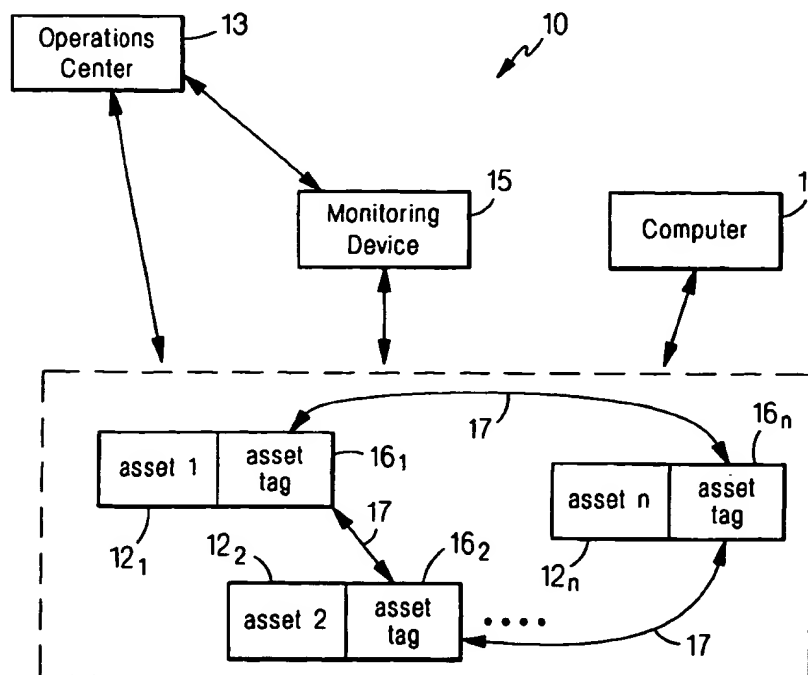 Operations
Center
13
10
Monitoring
Device
15
Computer
1
17
asset 1
asset
tag
16₁
12₁
17
asset n
asset
tag
16ₙ
12ₙ
12₂
asset 2
asset
tag
16₂
....
17